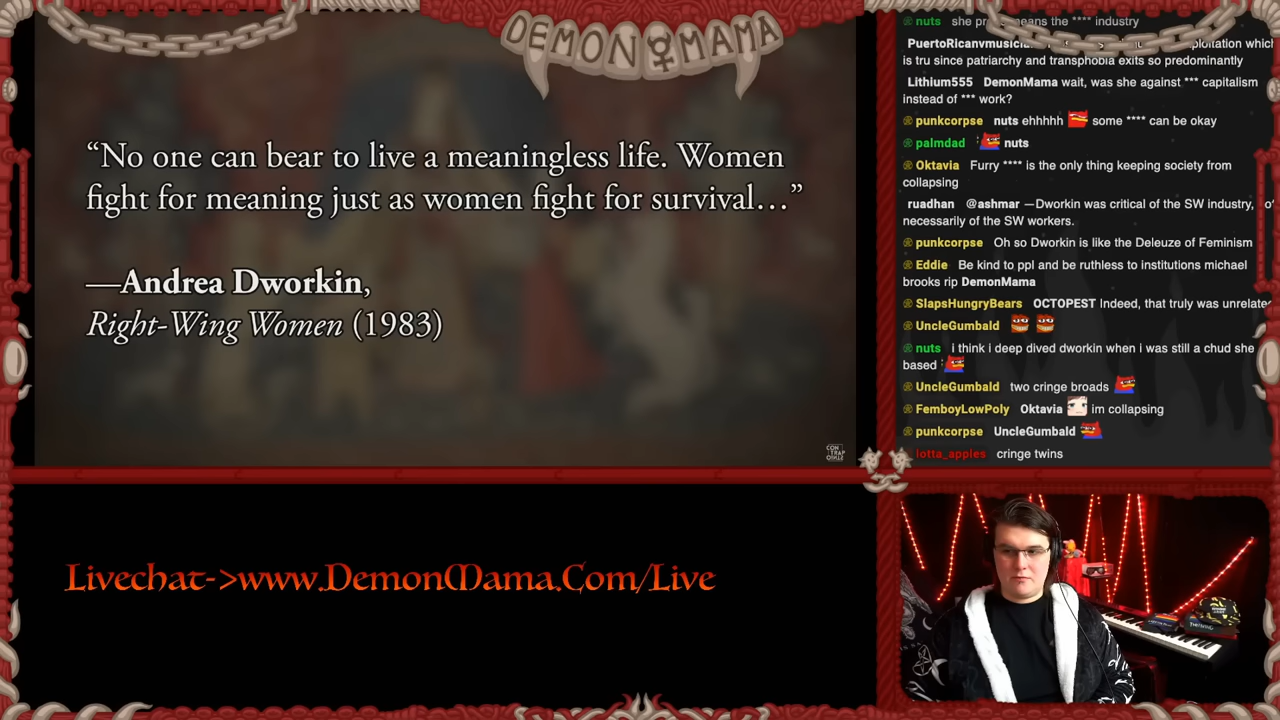 DEMON MAMA
“No one can bear to live a meaningless life. Women
fight for meaning just as women fight for survival…”
—Andrea Dworkin,
Right-Wing Women (1983)
CON
TRAP
Livechat->www.DemonMama.Com/Live
nuts she means the **** industry
PuertoRicanvmusicia which
is tru since patriarchy and transphobia exits so predominantly
Lithium555 DemonMama wait, was she against *** capitalism
instead of *** work?
punkcorpse nuts ehhhhh some **** can be okay
palmdad nuts
Oktavia Furry **** is the only thing keeping society from
collapsing
ruadhan @ashmar —Dworkin was critical of the SW industry,
necessarily of the SW workers.
punkcorpse Oh so Dworkin is like the Deleuze of Feminism
Eddie Be kind to ppl and be ruthless to institutions michael
brooks rip DemonMama
SlapsHungryBears OCTOPEST Indeed, that truly was unrelate
UncleGumbald
nuts i think i deep dived dworkin when i was still a chud she
based
UncleGumbald two cringe broads
FemboyLowPoly Oktavia im collapsing
punkcorpse UncleGumbald
lotta_apples cringe twins